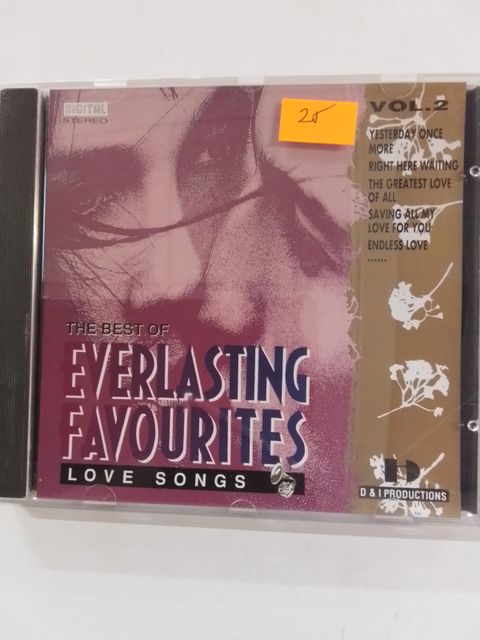 DIGITAL
STEREO
25
VOL.2
YESTERDAY ONCE
MORE
RIGHT HERE WAITING
THE GREATEST LOVE
OF ALL
SAVING ALL MY
LOVE FOR YOU
ENDLESS LOVE
......
THE BEST OF
EVERLASTING
FAVOURITES
LOVE SONGS
D & I PRODUCTIONS